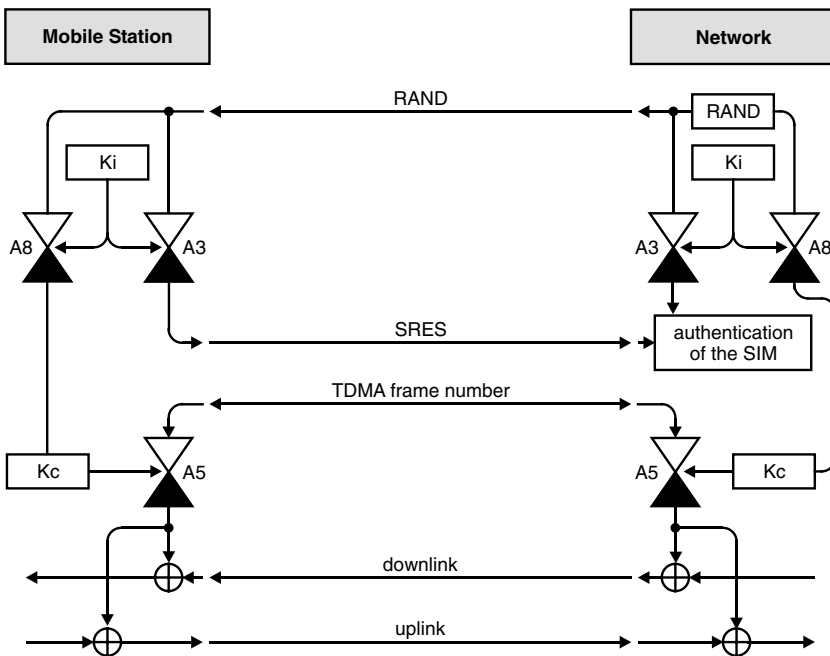 Mobile Station
Network
RAND
RAND
Ki
Ki
A8
A3
A3
A8
SRES
authentication
of the SIM
TDMA frame number
Kc
A5
A5
Kc
downlink
uplink